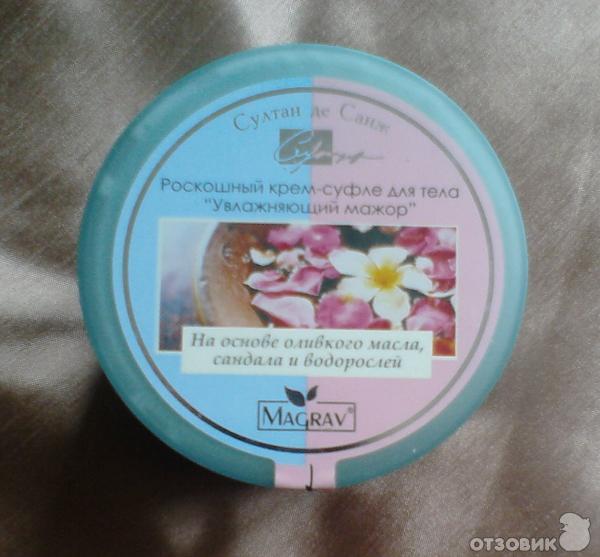 Султан де Санж
Роскошный крем-суфле для тела
"Увлажняющий мажор"
На основе оливкого масла,
сандала и водорослей
MAGRAV®
ОТЗОВИК